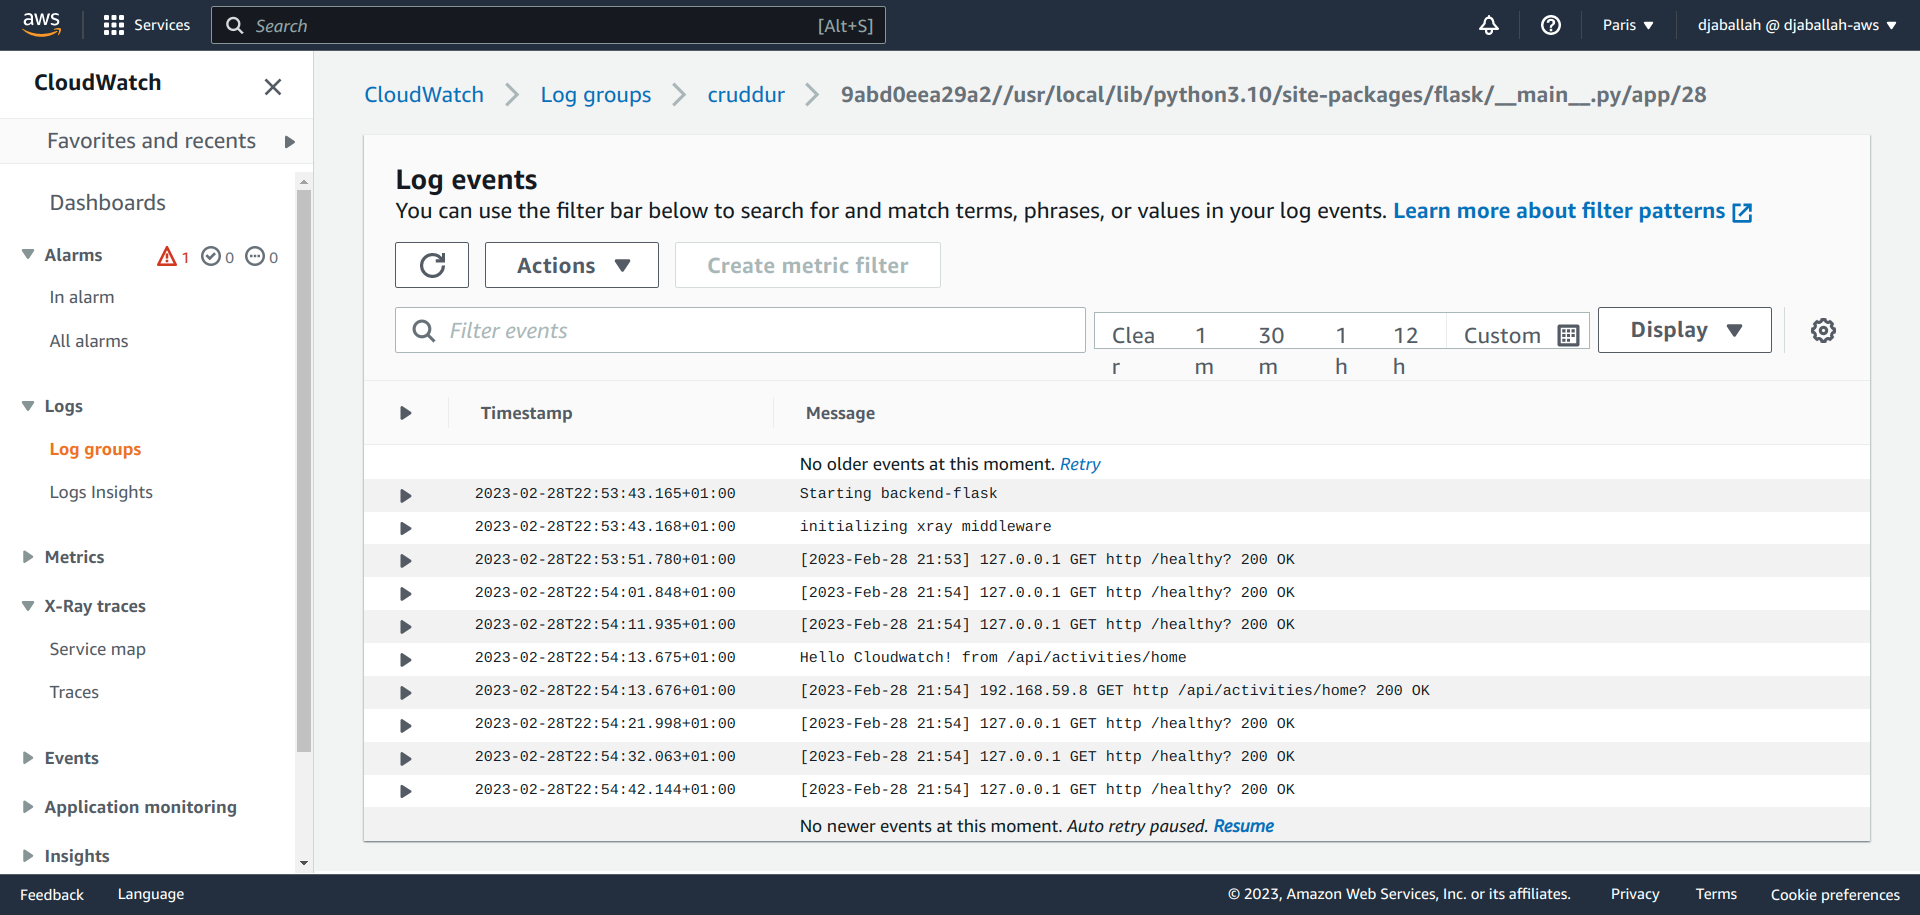 aws Services Search [Alt+S] Paris djaballah @ djaballah-aws
CloudWatch
Favorites and recents
Dashboards
Alarms 1 0 0
In alarm
All alarms
Logs
Log groups
Logs Insights
Metrics
X-Ray traces
Service map
Traces
Events
Application monitoring
Insights
CloudWatch Log groups cruddur 9abd0eea29a2//usr/local/lib/python3.10/site-packages/flask/__main__.py/app/28
Log events
You can use the filter bar below to search for and match terms, phrases, or values in your log events. Learn more about filter patterns
Actions Create metric filter
Filter events Clea 1 30 1 12 Custom Display
r m m h h
Timestamp Message
No older events at this moment. Retry
2023-02-28T22:53:43.165+01:00 Starting backend-flask
2023-02-28T22:53:43.168+01:00 initializing xray middleware
2023-02-28T22:53:51.780+01:00 [2023-Feb-28 21:53] 127.0.0.1 GET http /healthy? 200 OK
2023-02-28T22:54:01.848+01:00 [2023-Feb-28 21:54] 127.0.0.1 GET http /healthy? 200 OK
2023-02-28T22:54:11.935+01:00 [2023-Feb-28 21:54] 127.0.0.1 GET http /healthy? 200 OK
2023-02-28T22:54:13.675+01:00 Hello Cloudwatch! from /api/activities/home
2023-02-28T22:54:13.676+01:00 [2023-Feb-28 21:54] 192.168.59.8 GET http /api/activities/home? 200 OK
2023-02-28T22:54:21.998+01:00 [2023-Feb-28 21:54] 127.0.0.1 GET http /healthy? 200 OK
2023-02-28T22:54:32.063+01:00 [2023-Feb-28 21:54] 127.0.0.1 GET http /healthy? 200 OK
2023-02-28T22:54:42.144+01:00 [2023-Feb-28 21:54] 127.0.0.1 GET http /healthy? 200 OK
No newer events at this moment. Auto retry paused. Resume
Feedback Language © 2023, Amazon Web Services, Inc. or its affiliates. Privacy Terms Cookie preferences